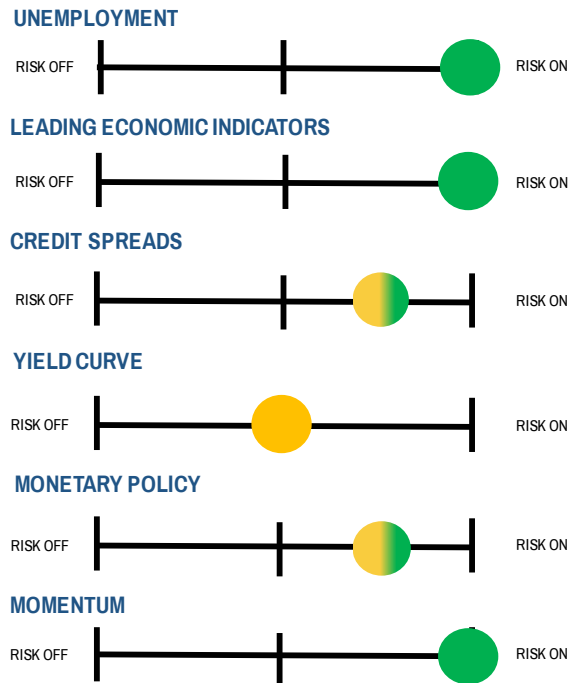 UNEMPLOYMENT
RISK OFF RISK ON
LEADING ECONOMIC INDICATORS
RISK OFF RISK ON
CREDIT SPREADS
RISK OFF RISK ON
YIELD CURVE
RISK OFF RISK ON
MONETARY POLICY
RISK OFF RISK ON
MOMENTUM
RISK OFF RISK ON